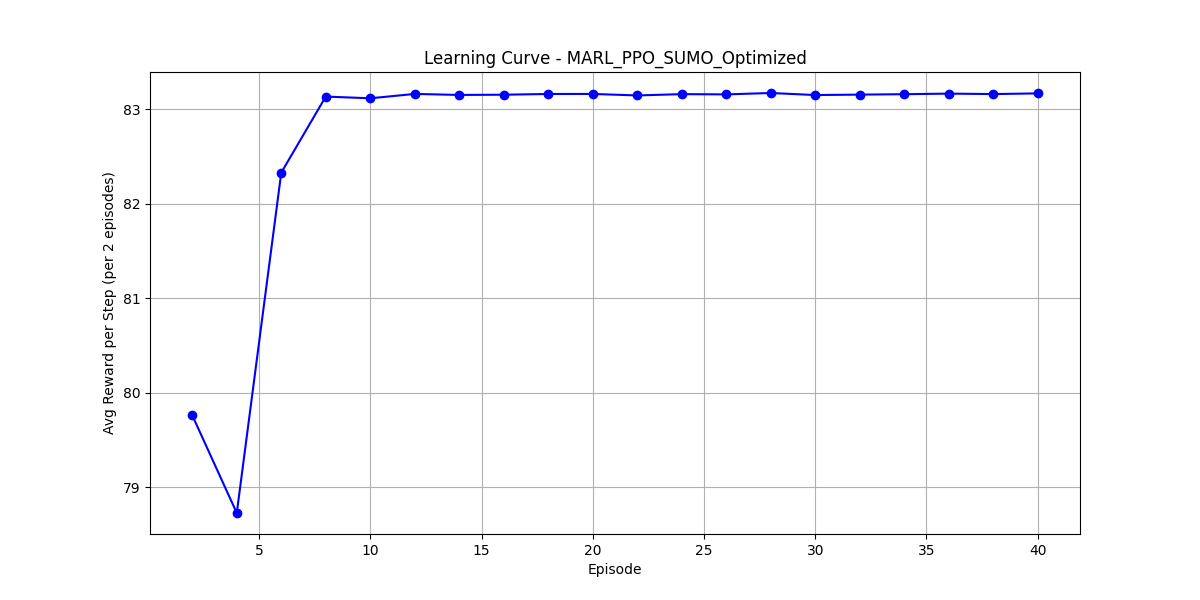 Learning Curve - MARL_PPO_SUMO_Optimized
Avg Reward per Step (per 2 episodes)
83
82
81
80
79
5 10 15 20 25 30 35 40
Episode